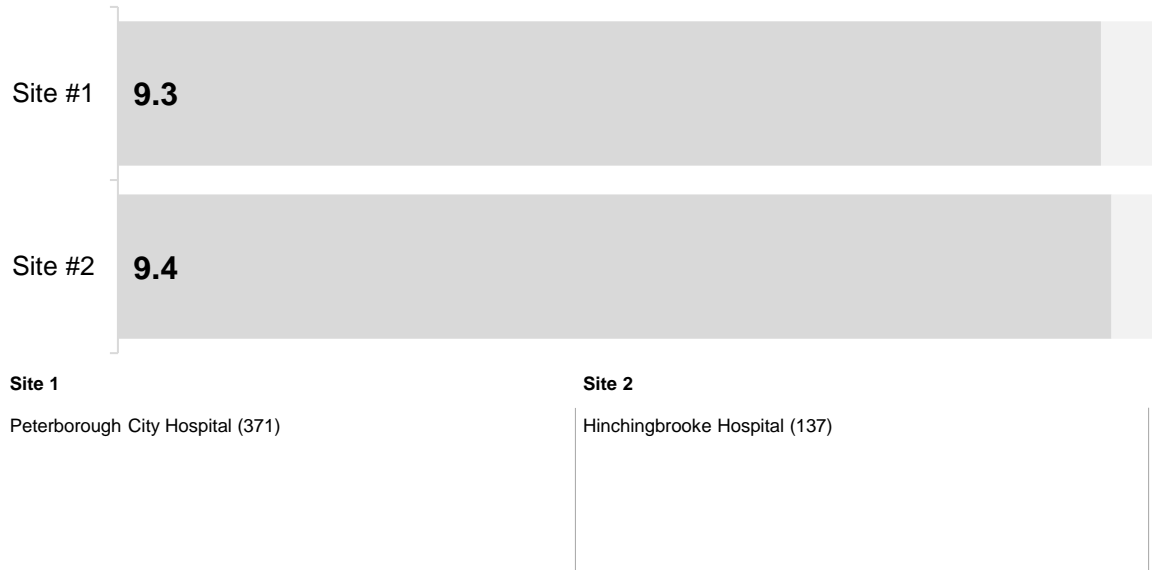 Site #1 9.3
Site #2 9.4
Site 1
Peterborough City Hospital (371)
Site 2
Hinchingbrooke Hospital (137)